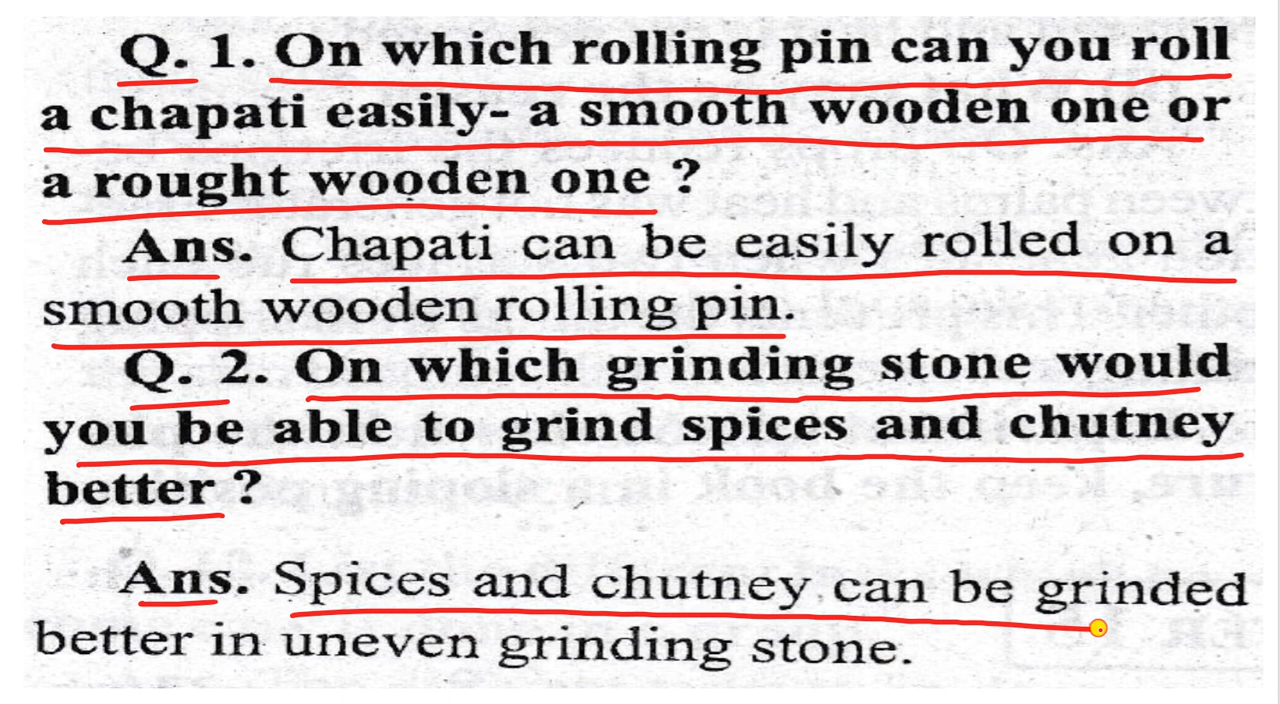 Q. 1. On which rolling pin can you roll
a chapati easily- a smooth wooden one or
a rought wooden one ?
Ans. Chapati can be easily rolled on a
smooth wooden rolling pin.
Q. 2. On which grinding stone would
you be able to grind spices and chutney
better ?
Ans. Spices and chutney can be grinded
better in uneven grinding stone.